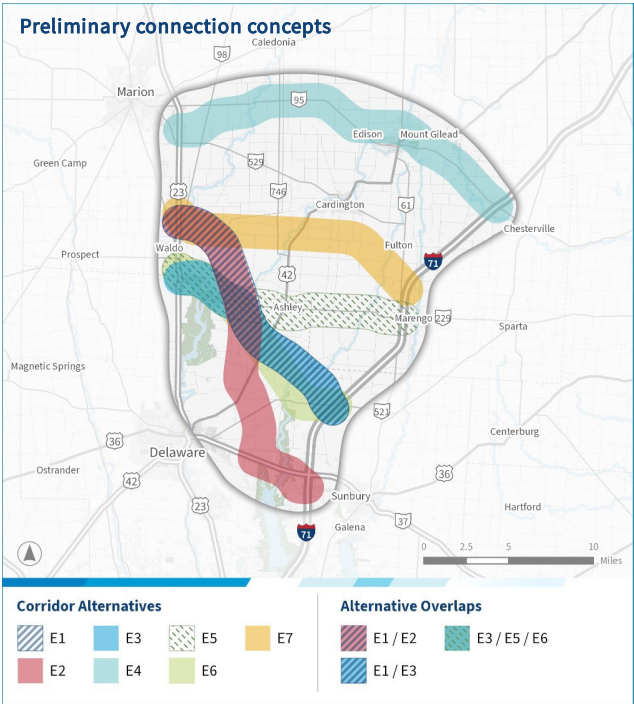 Preliminary connection concepts
Caledonia
98
Marion
95
Edison
Mount Gilead
529
Green Camp
23
746
Cardington
61
Chesterville
Waldo
Fulton
Prospect
71
42
Ashley
Marengo
229
Sparta
Magnetic Springs
521
Centerburg
36
Delaware
36
Ostrander
42
Sunbury
23
Hartford
37
Galena
71
0 2.5 5 10
Miles
Corridor Alternatives
E1 E3 E5 E7
E2 E4 E6
Alternative Overlaps
E1 / E2 E3 / E5 / E6
E1 / E3